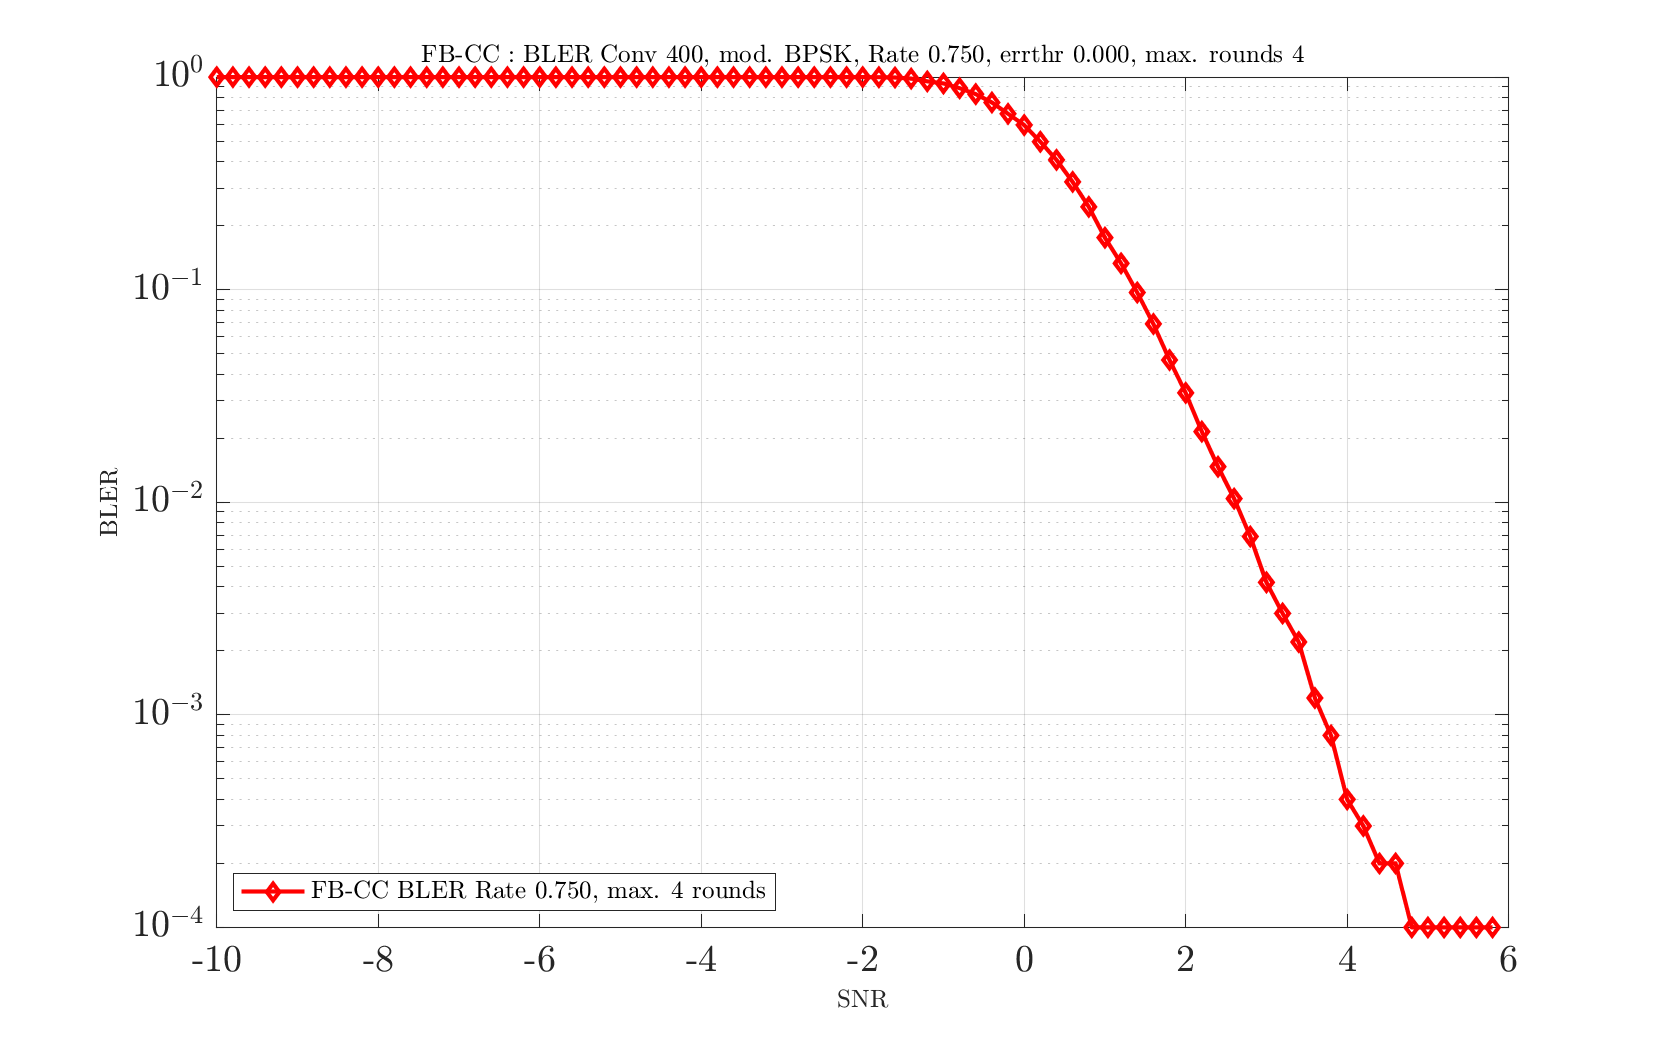 FB-CC : BLER Conv 400, mod. BPSK, Rate 0.750, errthr 0.000, max. rounds 4
10^0
10^−1
10^−2
10^−3
10^−4
BLER
FB-CC BLER Rate 0.750, max. 4 rounds
-10 -8 -6 -4 -2 0 2 4 6
SNR